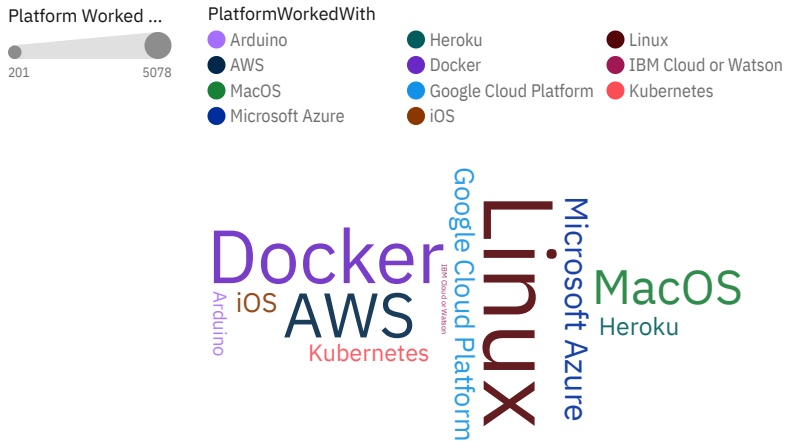 Platform Worked ...
201
5078
PlatformWorkedWith
Arduino
Heroku
Linux
AWS
Docker
IBM Cloud or Watson
MacOS
Google Cloud Platform
Kubernetes
Microsoft Azure
iOS
Docker
Arduino
iOS
AWS
Kubernetes
IBM Cloud or Watson
Google Cloud Platform
Linux
Microsoft Azure
MacOS
Heroku